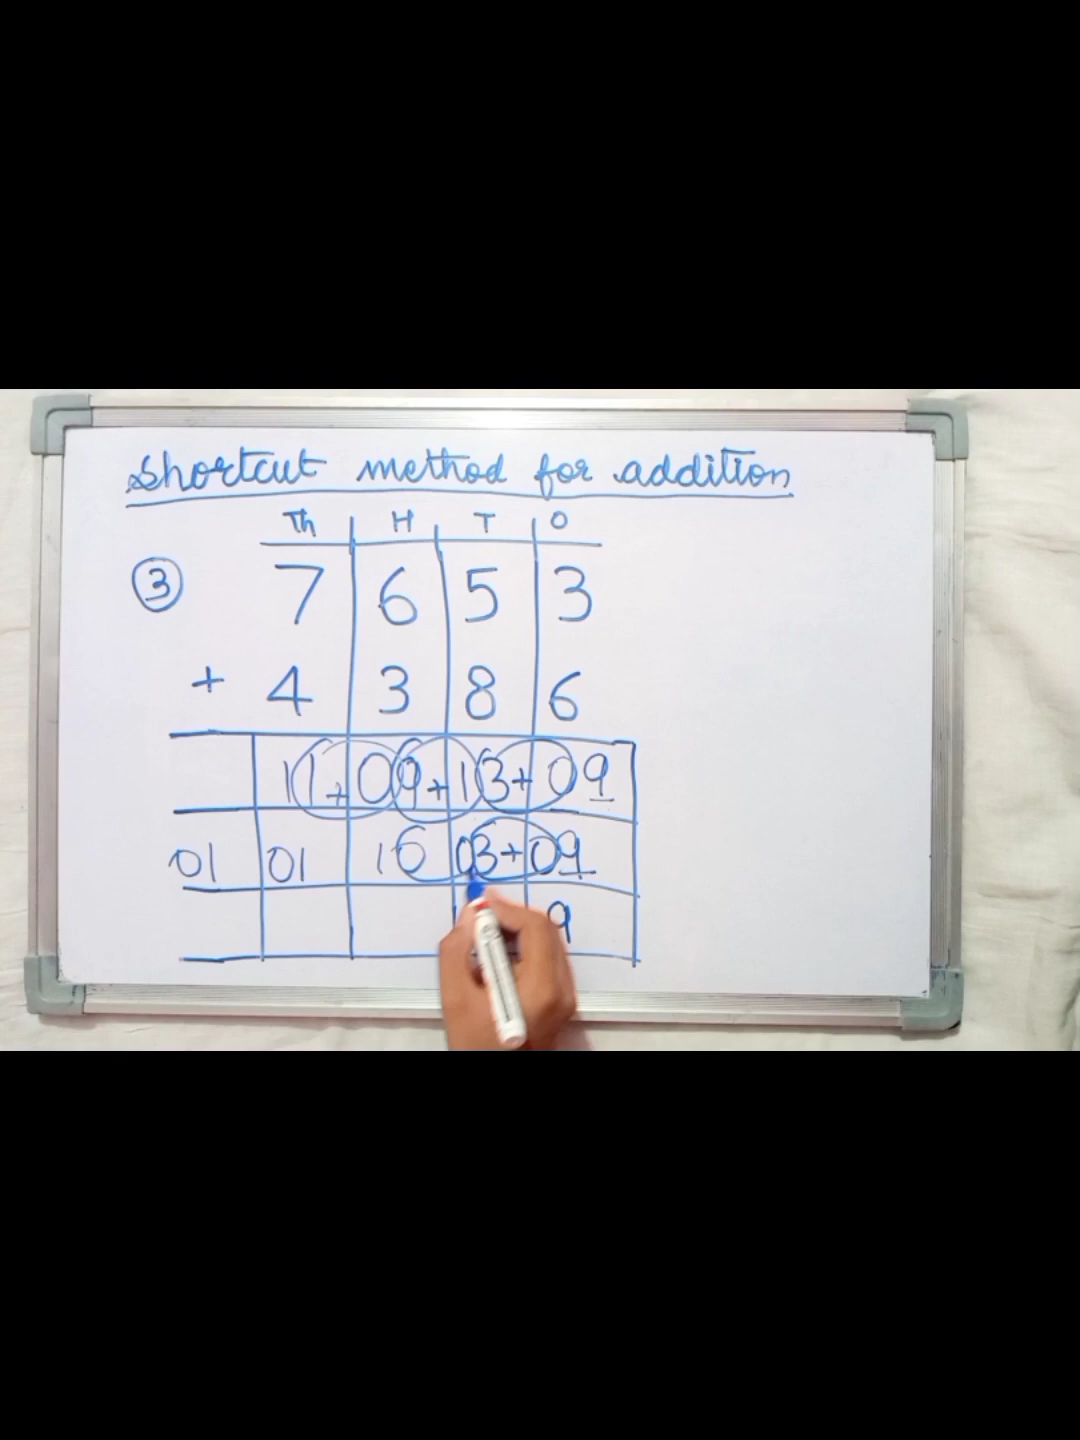 shortcut method for addition
Th H T O
3 7 6 5 3
+ 4 3 8 6
11+09+13+09
01 01 10 03+09
9